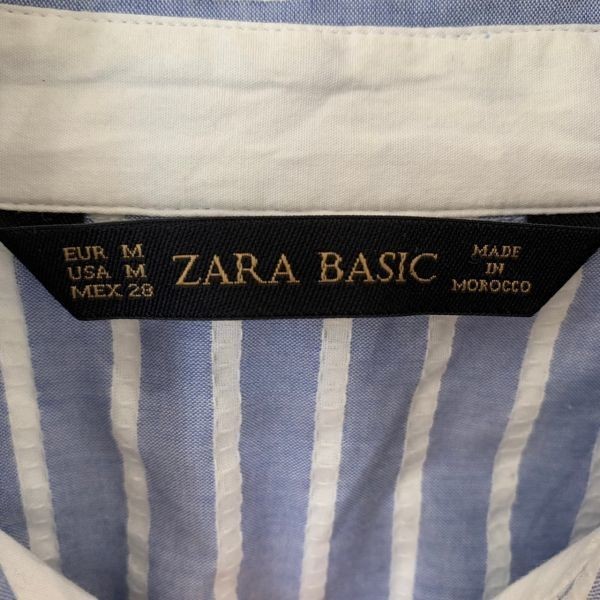 EUR M
USA M
MEX 28
ZARA BASIC
MADE
IN
MOROCCO